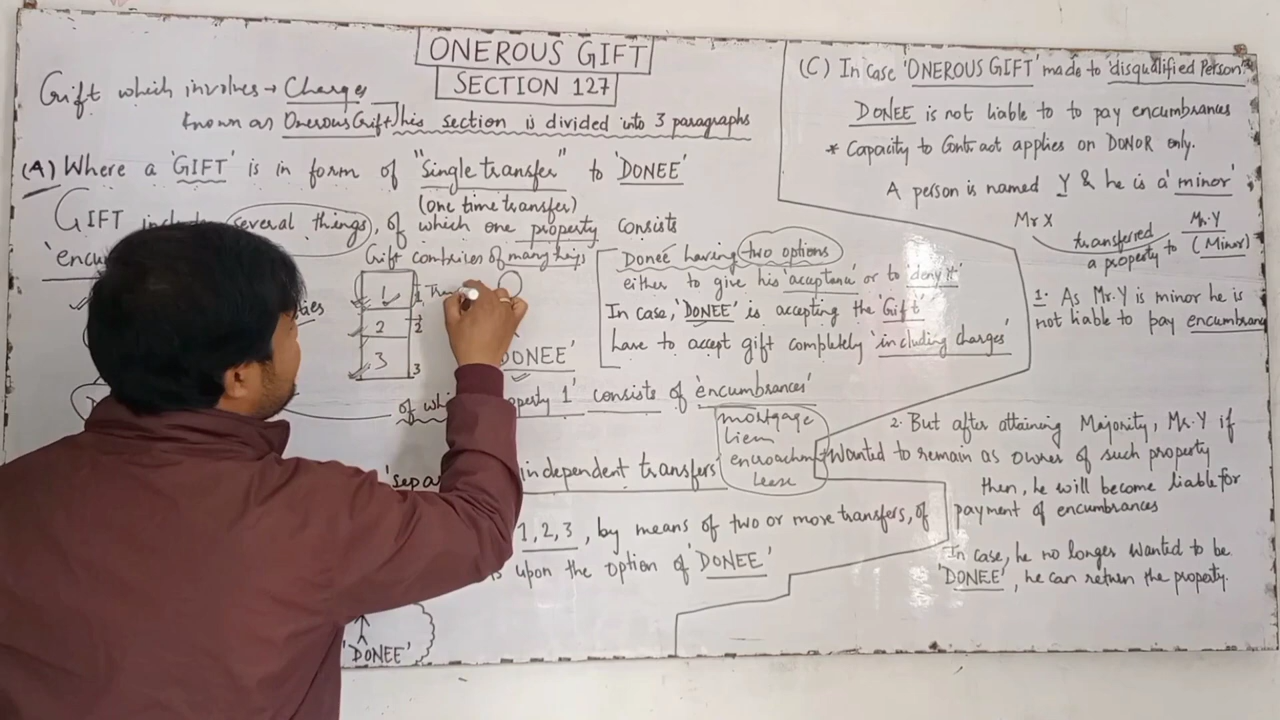 ONEROUS GIFT
SECTION 127
Gift which involves → Charges
known as Onerous Gift This section is divided into 3 paragraphs
(A) Where a 'GIFT' is in form of "Single transfer" to 'DONEE'
(One time transfer)
GIFT several things, of which one property consists
Gift comprises of many things
1
2
3
1
2
3
DONEE'
Donee having two options
either to give his 'acceptance' or to 'deny it'
In case, 'DONEE' is accepting the 'Gift'
have to accept gift completely 'including charges'
of 1' consists of 'encumbrances'
mortgage
lien
encroachment
lease
independent transfers
1, 2, 3, by means of two or more transfers, of
upon the option of 'DONEE'
'DONEE'
(C) In case 'ONEROUS GIFT' made to 'disqualified Person'
DONEE is not liable to to pay encumbrances
* Capacity to Contract applies on DONOR only.
A person is named Y & he is a 'minor'
Mr X transferred a property to Mr. Y
(Minor)
1. As Mr. Y is minor he is
not liable to pay
2. But after attaining Majority, Mr. Y if
Wanted to remain as owner of such property
then, he will become liable for
payment of encumbrances
In case, he no longer wanted to be
'DONEE', he can return the property.